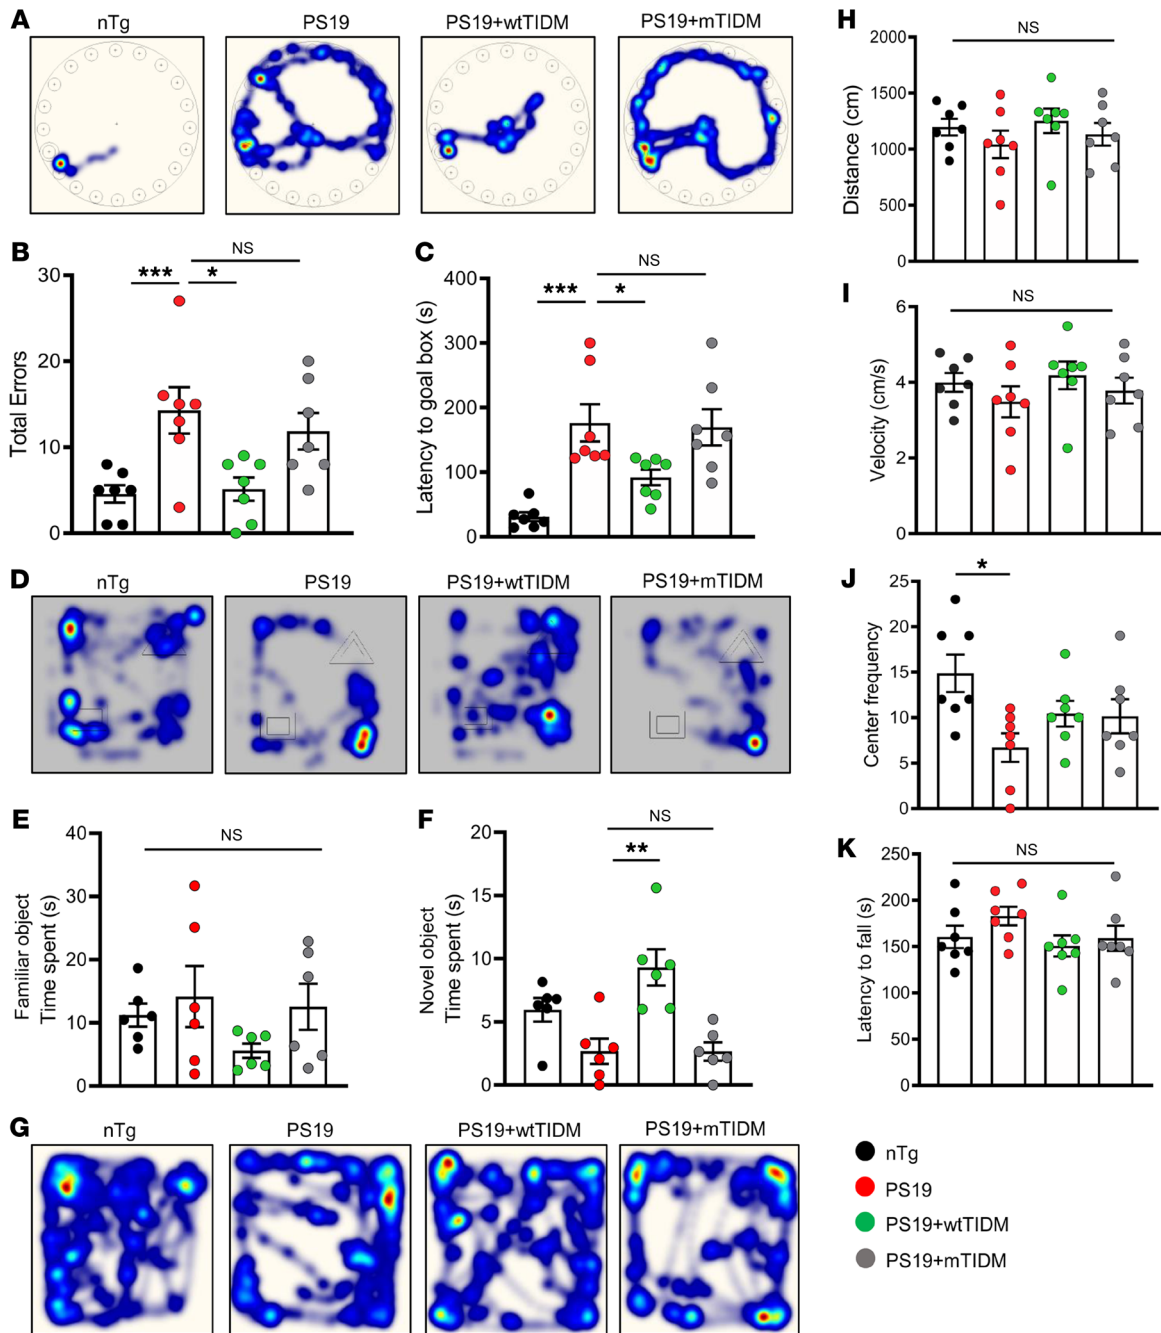 A
nTg
PS19
PS19+wtTIDM
PS19+mTIDM
H
NS
2000
1500
1000
500
0
Distance (cm)
B
NS
***
*
30
20
10
0
Total Errors
C
NS
***
*
400
300
200
100
0
Latency to goal box (s)
I
NS
6
4
2
0
Velocity (cm/s)
D
nTg
PS19
PS19+wtTIDM
PS19+mTIDM
J
*
25
20
15
10
5
0
Center frequency
E
NS
40
30
20
10
0
Familiar object
Time spent (s)
F
NS
**
20
15
10
5
0
Novel object
Time spent (s)
K
NS
250
200
150
100
50
0
Latency to fall (s)
G
nTg
PS19
PS19+wtTIDM
PS19+mTIDM
nTg
PS19
PS19+wtTIDM
PS19+mTIDM